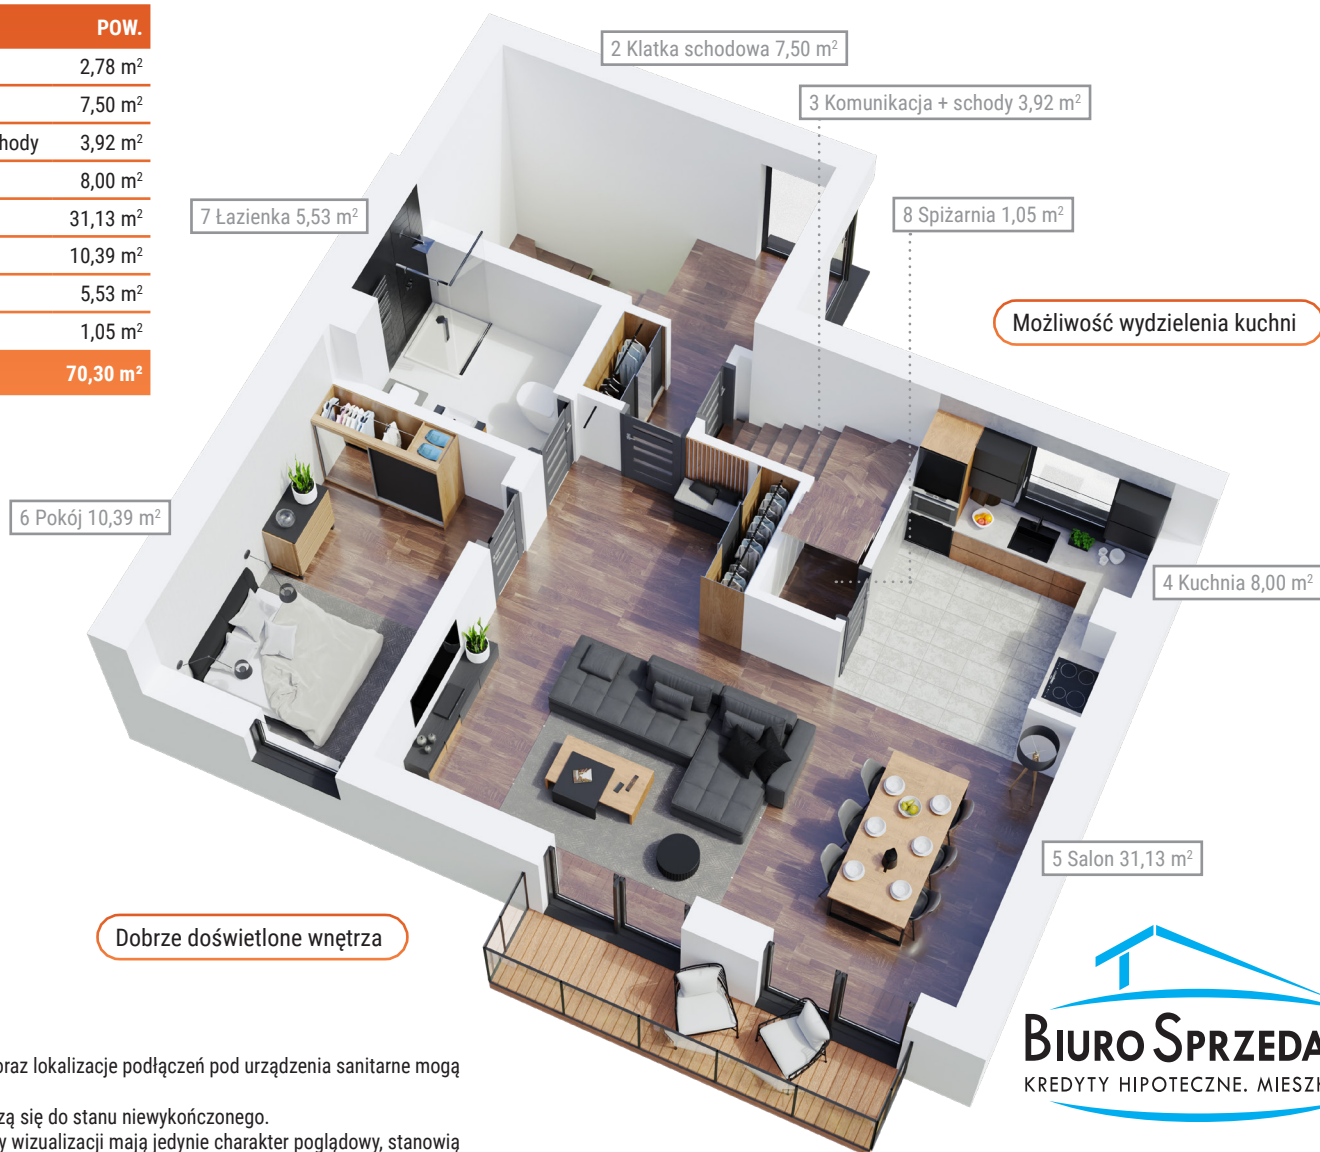 POW.
2,78 m²
7,50 m²
hody 3,92 m²
8,00 m²
31,13 m²
10,39 m²
5,53 m²
1,05 m²
70,30 m²
2 Klatka schodowa 7,50 m²
3 Komunikacja + schody 3,92 m²
7 Łazienka 5,53 m²
8 Spiżarnia 1,05 m²
Możliwość wydzielenia kuchni
6 Pokój 10,39 m²
4 Kuchnia 8,00 m²
5 Salon 31,13 m²
Dobrze doświetlone wnętrza
oraz lokalizacje podłączeń pod urządzenia sanitarne mogą
zą się do stanu niewykończonego.
y wizualizacji mają jedynie charakter poglądowy, stanowią
BIURO SPRZEDA
KREDYTY HIPOTECZNE. MIESZK